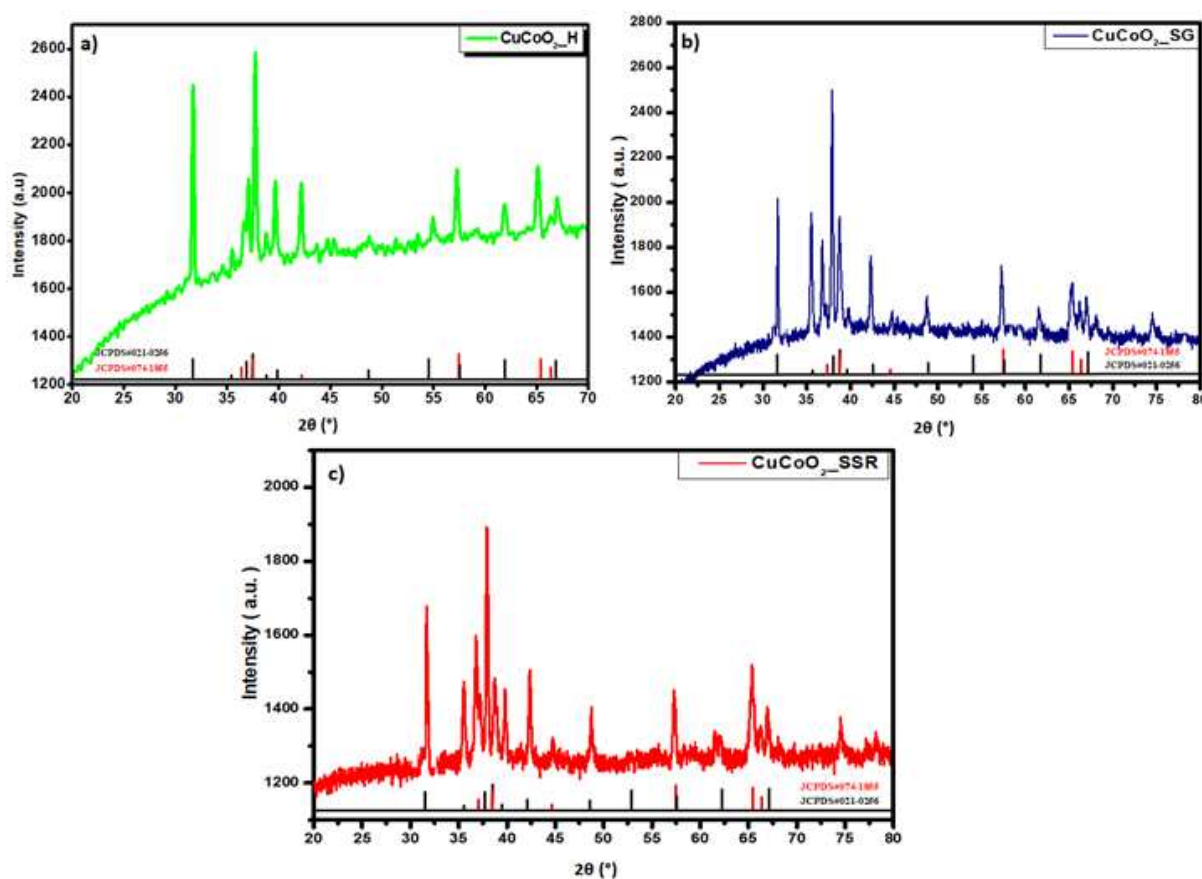 a)
CuCoO₂_H
Intensity (a.u)
2600
2400
2200
2000
1800
1600
1400
1200
JCPDS#021-0256
JCPDS#074-1855
20 25 30 35 40 45 50 55 60 65 70
2θ (°)
b)
CuCoO₂_SG
Intensity ( a.u. )
2800
2600
2400
2200
2000
1800
1600
1400
1200
JCPDS#074-1855
JCPDS#021-0256
20 25 30 35 40 45 50 55 60 65 70 75 80
2θ (°)
c)
CuCoO₂_SSR
Intensity ( a.u. )
2000
1800
1600
1400
1200
JCPDS#074-1855
JCPDS#021-0256
20 25 30 35 40 45 50 55 60 65 70 75 80
2θ (°)